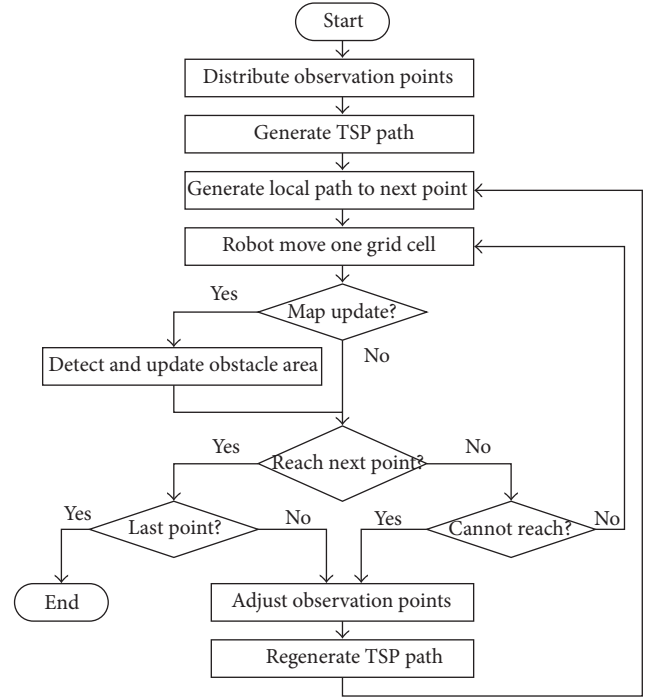 Start
Distribute observation points
Generate TSP path
Generate local path to next point
Robot move one grid cell
Yes
Map update?
Detect and update obstacle area
No
Yes
No
Reach next point?
Yes
Last point?
No
Yes
Cannot reach?
No
End
Adjust observation points
Regenerate TSP path